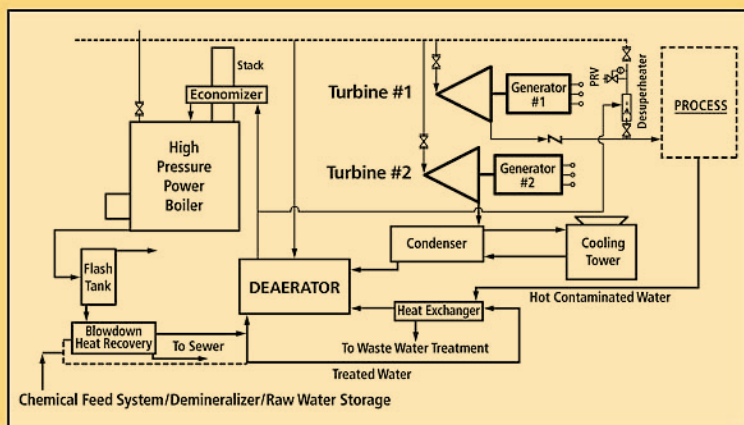 Stack
Economizer
High
Pressure
Power
Boiler
Turbine #1
Generator
#1
PRV
Desuperheater
PROCESS
Turbine #2
Generator
#2
Condenser
Cooling
Tower
Flash
Tank
DEAERATOR
Hot Contaminated Water
Heat Exchanger
Blowdown
Heat Recovery
To Sewer
To Waste Water Treatment
Treated Water
Chemical Feed System/Demineralizer/Raw Water Storage